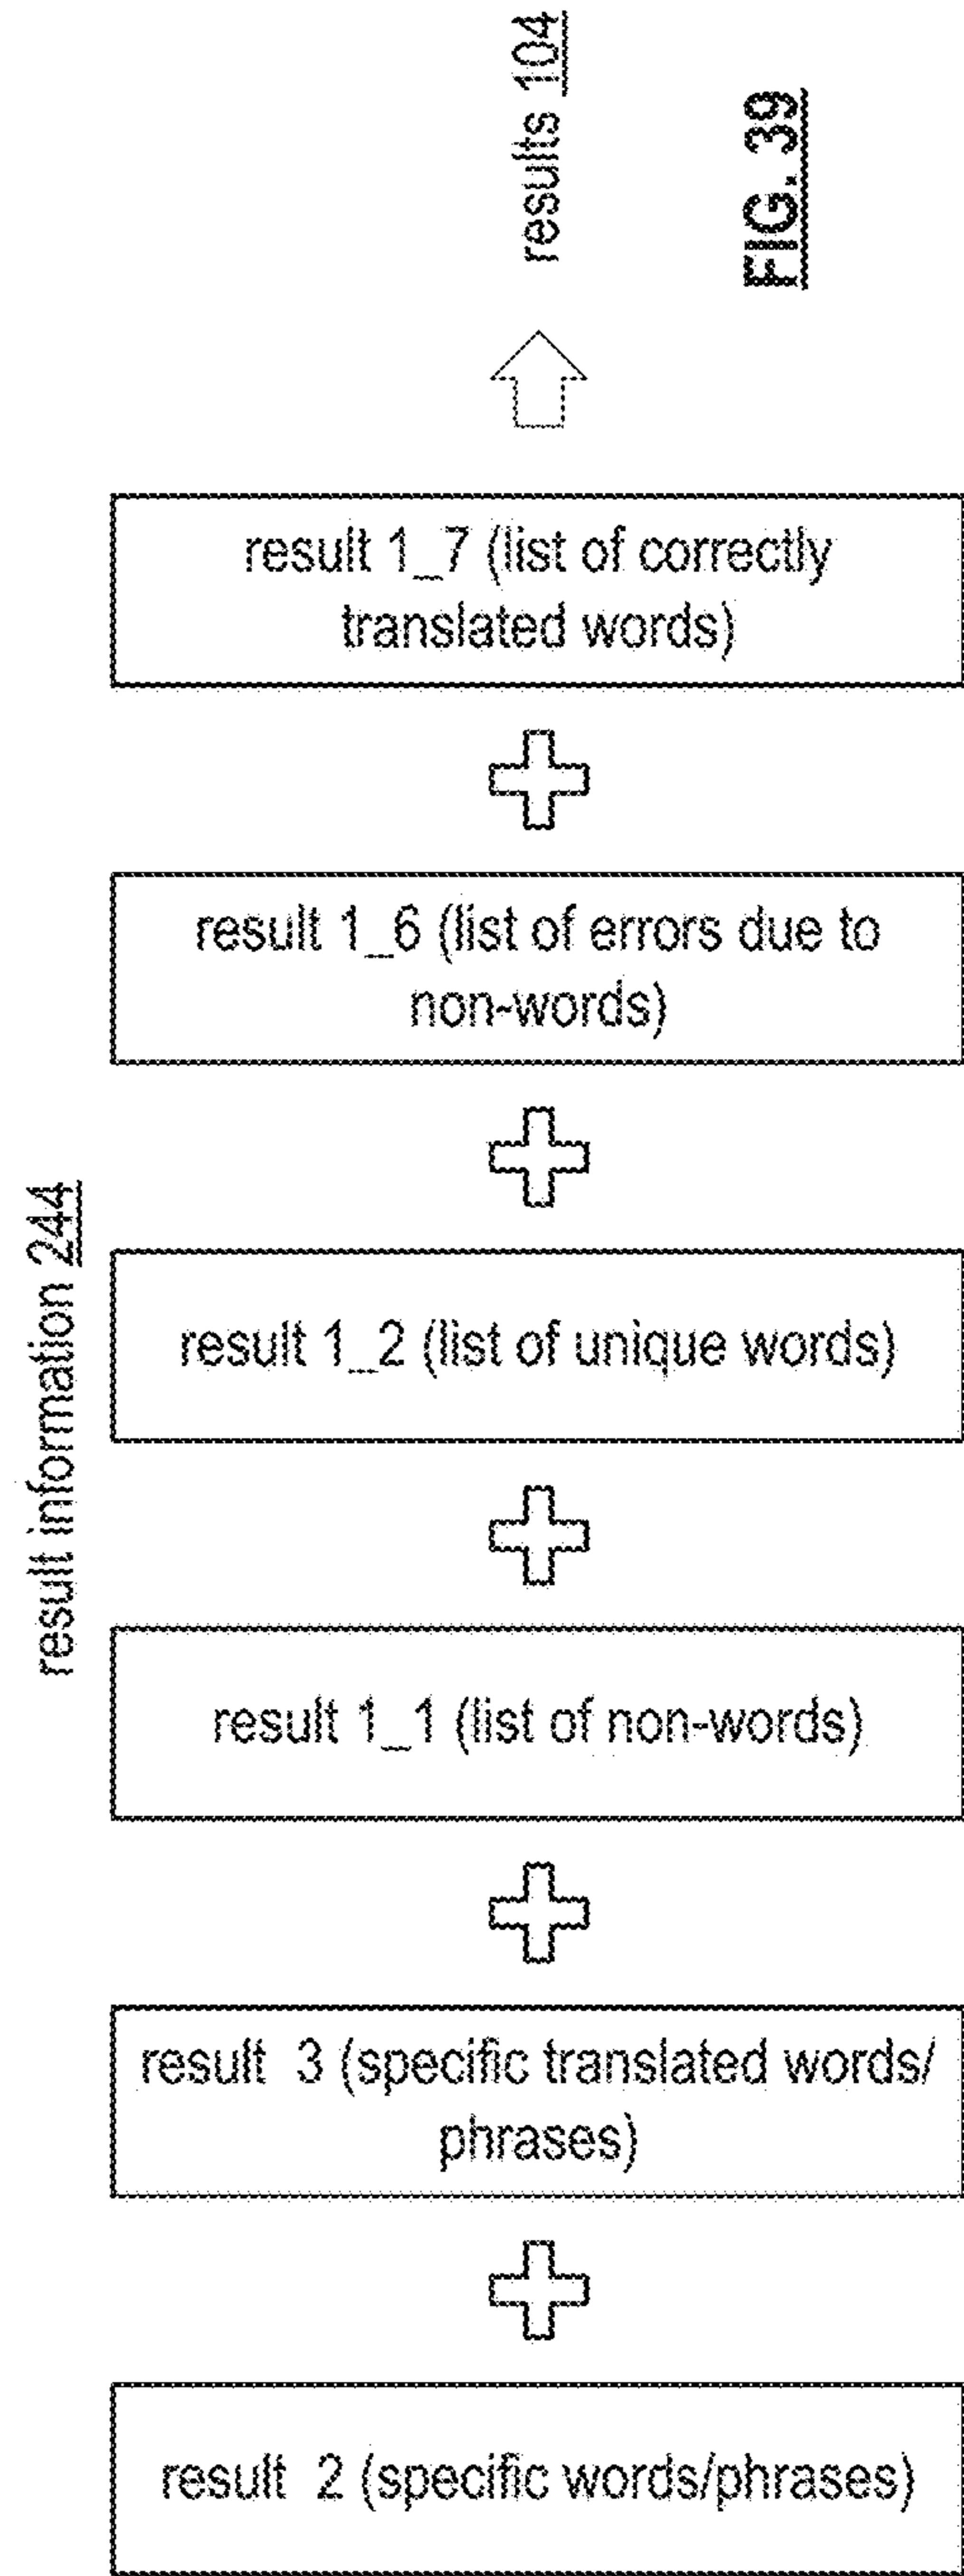 results 104
FIG. 39
result information 244
result 1_7 (list of correctly
translated words)
result 1_6 (list of errors due to
non-words)
result 1_2 (list of unique words)
result 1_1 (list of non-words)
result 3 (specific translated words/
phrases)
result 2 (specific words/phrases)